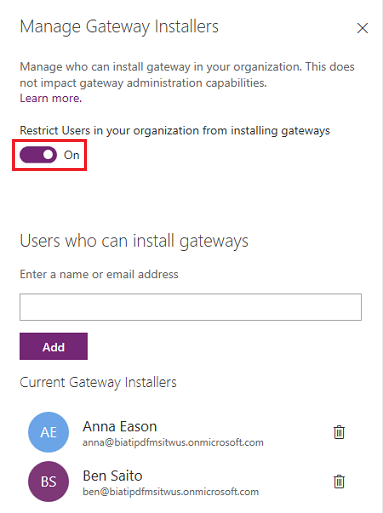 Manage Gateway Installers
Manage who can install gateway in your organization. This does
not impact gateway administration capabilities.
Learn more.
Restrict Users in your organization from installing gateways
On
Users who can install gateways
Enter a name or email address
Add
Current Gateway Installers
AE
Anna Eason
anna@biatipdfmsitwus.onmicrosoft.com
BS
Ben Saito
ben@biatipdfmsitwus.onmicrosoft.com